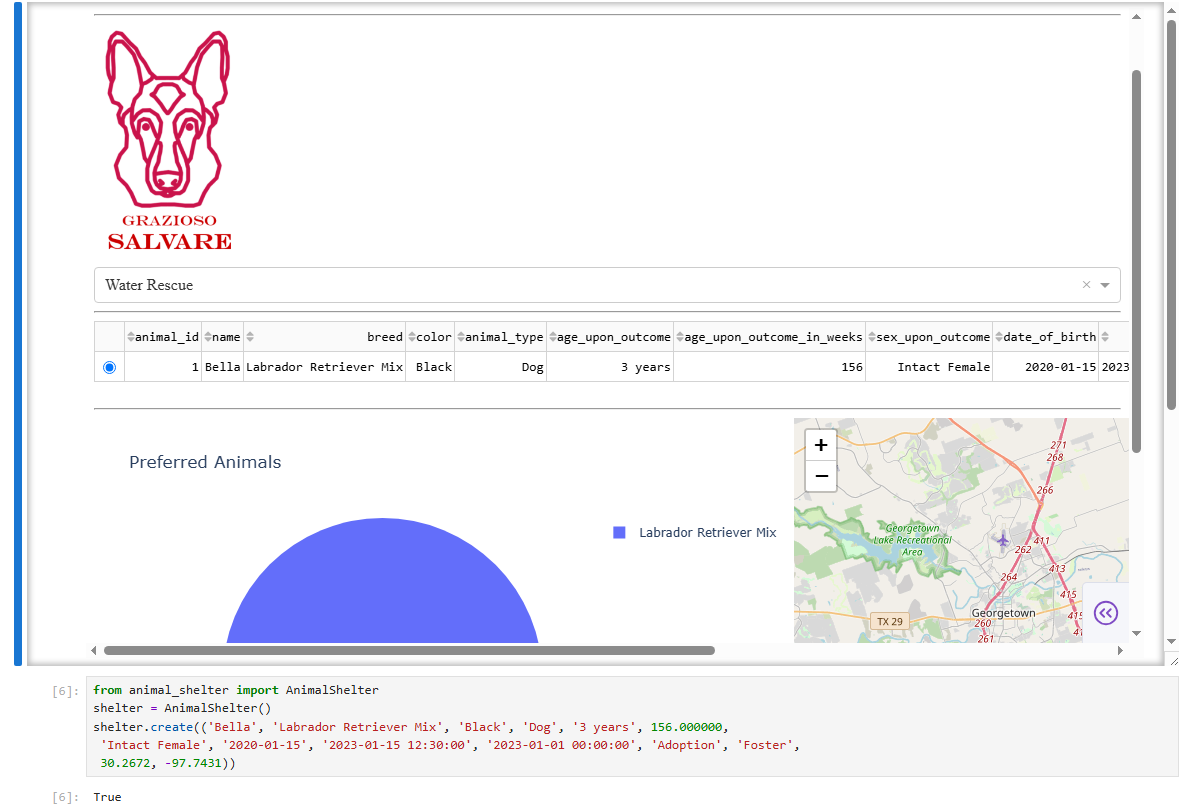 GRAZIOSO
SALVARE
Water Rescue
animal_id name breed color animal_type age_upon_outcome age_upon_outcome_in_weeks sex_upon_outcome date_of_birth
1 Bella Labrador Retriever Mix Black Dog 3 years 156 Intact Female 2020-01-15 2023
Preferred Animals
Labrador Retriever Mix
+
−
271
268
266
Georgetown
Lake Recreational
Area
411
262
413
264
415
Georgetown
415
TX 29
260
261
41
[6]: from animal_shelter import AnimalShelter
shelter = AnimalShelter()
shelter.create(('Bella', 'Labrador Retriever Mix', 'Black', 'Dog', '3 years', 156.000000,
'Intact Female', '2020-01-15', '2023-01-15 12:30:00', '2023-01-01 00:00:00', 'Adoption', 'Foster',
30.2672, -97.7431))
[6]: True